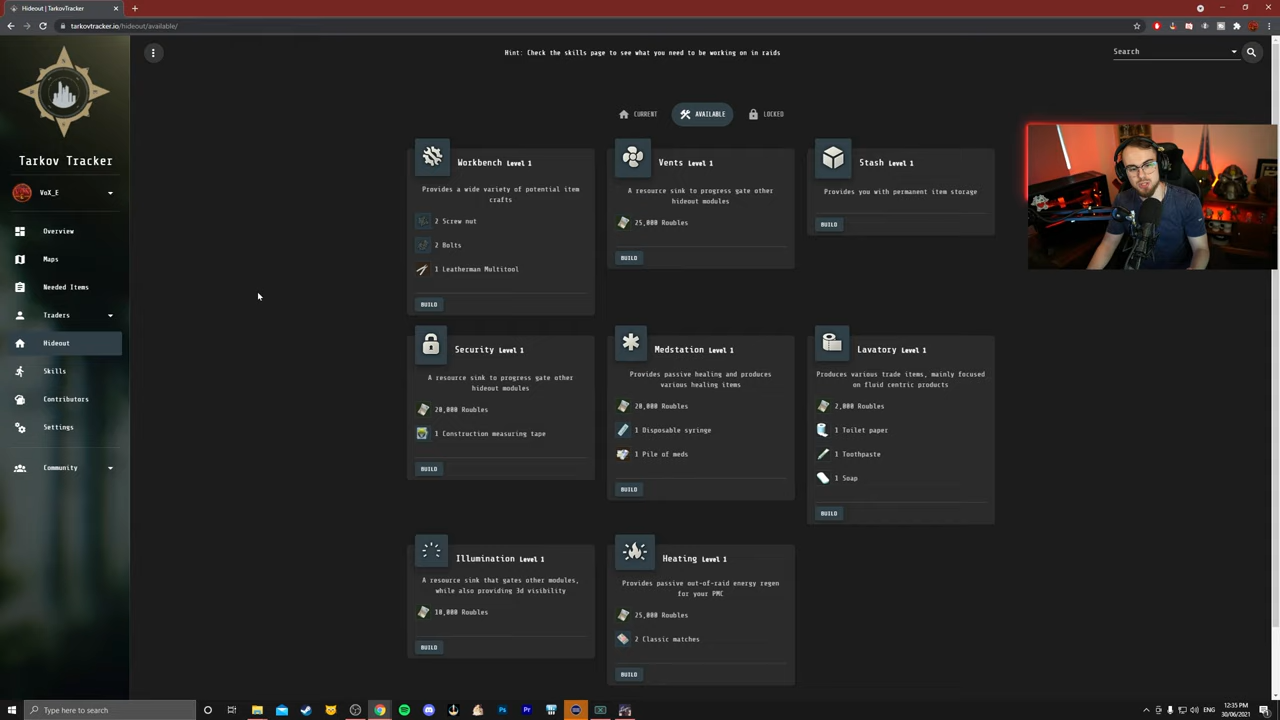 Hideout | TarkovTracker
tarkovtracker.io/hideout/available/
Hint: Check the skills page to see what you need to be working on in raids
Search
CURRENT
AVAILABLE
LOCKED
Tarkov Tracker
VoX_E
Overview
Maps
Needed Items
Traders
Hideout
Skills
Contributors
Settings
Community
Workbench Level 1
Provides a wide variety of potential item
crafts
2 Screw nut
2 Bolts
1 Leatherman Multitool
BUILD
Vents Level 1
A resource sink to progress gate other
hideout modules
25,000 Roubles
BUILD
Stash Level 1
Provides you with permanent item storage
BUILD
Security Level 1
A resource sink to progress gate other
hideout modules
20,000 Roubles
1 Construction measuring tape
BUILD
Medstation Level 1
Provides passive healing and produces
various healing items
20,000 Roubles
1 Disposable syringe
1 Pile of meds
BUILD
Lavatory Level 1
Produces various trade items, mainly focused
on fluid centric products
2,000 Roubles
1 Toilet paper
1 Toothpaste
1 Soap
BUILD
Illumination Level 1
A resource sink that gates other modules,
while also providing 3d visibility
10,000 Roubles
BUILD
Heating Level 1
Provides passive out-of-raid energy regen
for your PMC
25,000 Roubles
2 Classic matches
BUILD
Type here to search
ENG
12:35 PM
30/06/2021